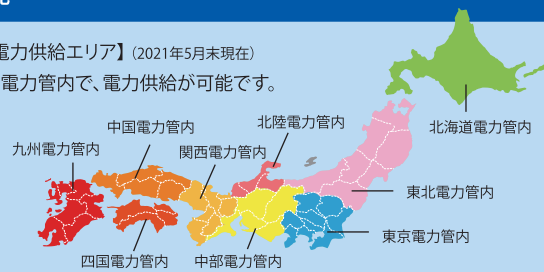 電力供給エリア】（2021年5月末現在）
電力管内で、電力供給が可能です。
北海道電力管内
北陸電力管内
中国電力管内
関西電力管内
九州電力管内
東北電力管内
東京電力管内
四国電力管内
中部電力管内